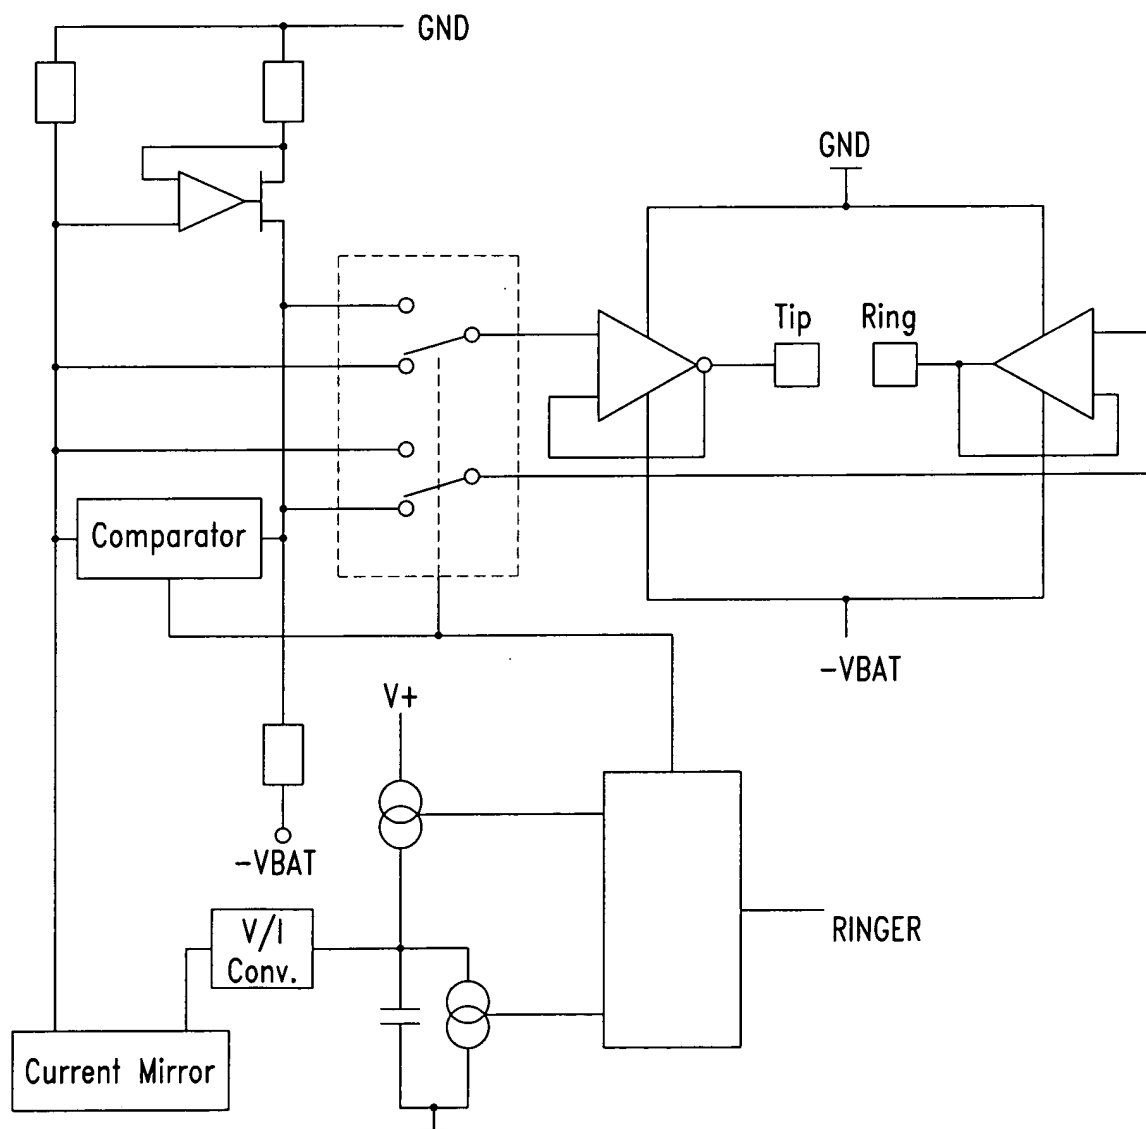 GND
GND
Tip
Ring
Comparator
-VBAT
V+
-VBAT
V/I
Conv.
RINGER
Current Mirror